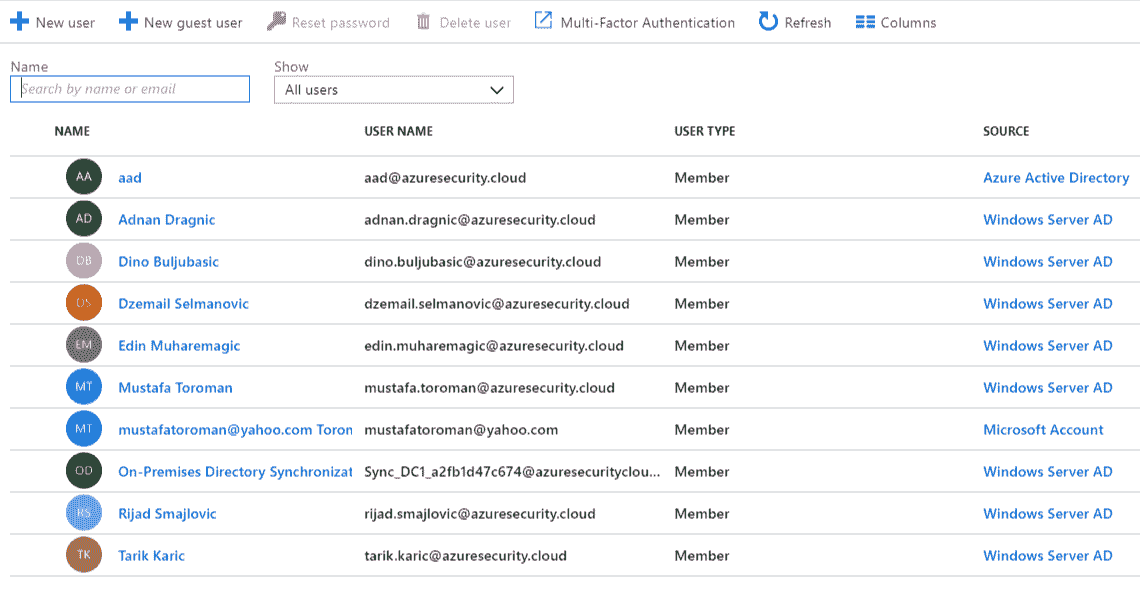 New user New guest user Reset password Delete user Multi-Factor Authentication Refresh Columns
Name Show
Search by name or email All users
NAME USER NAME USER TYPE SOURCE
AA aad aad@azuresecurity.cloud Member Azure Active Directory
AD Adnan Dragnic adnan.dragnic@azuresecurity.cloud Member Windows Server AD
DB Dino Buljubasic dino.buljubasic@azuresecurity.cloud Member Windows Server AD
DS Dzemail Selmanovic dzemail.selmanovic@azuresecurity.cloud Member Windows Server AD
EM Edin Muharemagic edin.muharemagic@azuresecurity.cloud Member Windows Server AD
MT Mustafa Toroman mustafa.toroman@azuresecurity.cloud Member Windows Server AD
MT mustafatoroman@yahoo.com Toron mustafatoroman@yahoo.com Member Microsoft Account
OD On-Premises Directory Synchronizat Sync_DC1_a2fb1d47c674@azuresecurityclou... Member Windows Server AD
RS Rijad Smajlovic rijad.smajlovic@azuresecurity.cloud Member Windows Server AD
TK Tarik Karic tarik.karic@azuresecurity.cloud Member Windows Server AD